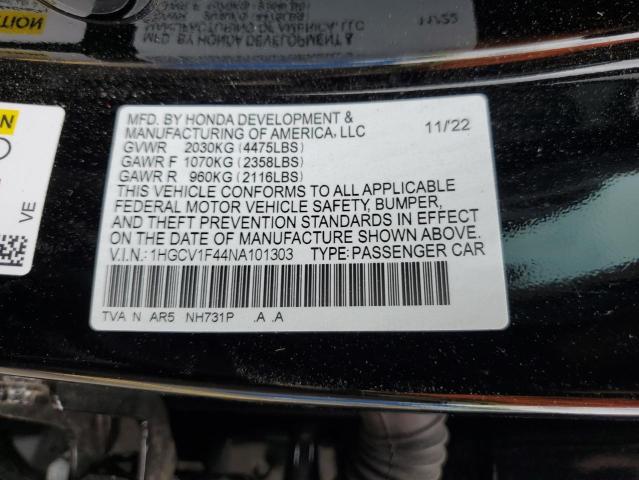 MFD. BY HONDA DEVELOPMENT &
MANUFACTURING OF AMERICA, LLC 11/22
GVWR 2030KG (4475LBS)
GAWR F 1070KG (2358LBS)
GAWR R 960KG (2116LBS)
THIS VEHICLE CONFORMS TO ALL APPLICABLE
FEDERAL MOTOR VEHICLE SAFETY, BUMPER,
AND THEFT PREVENTION STANDARDS IN EFFECT
ON THE DATE OF MANUFACTURE SHOWN ABOVE.
V.I.N.: 1HGCV1F44NA101303 TYPE: PASSENGER CAR
TVA N AR5 NH731P .A .A
VE